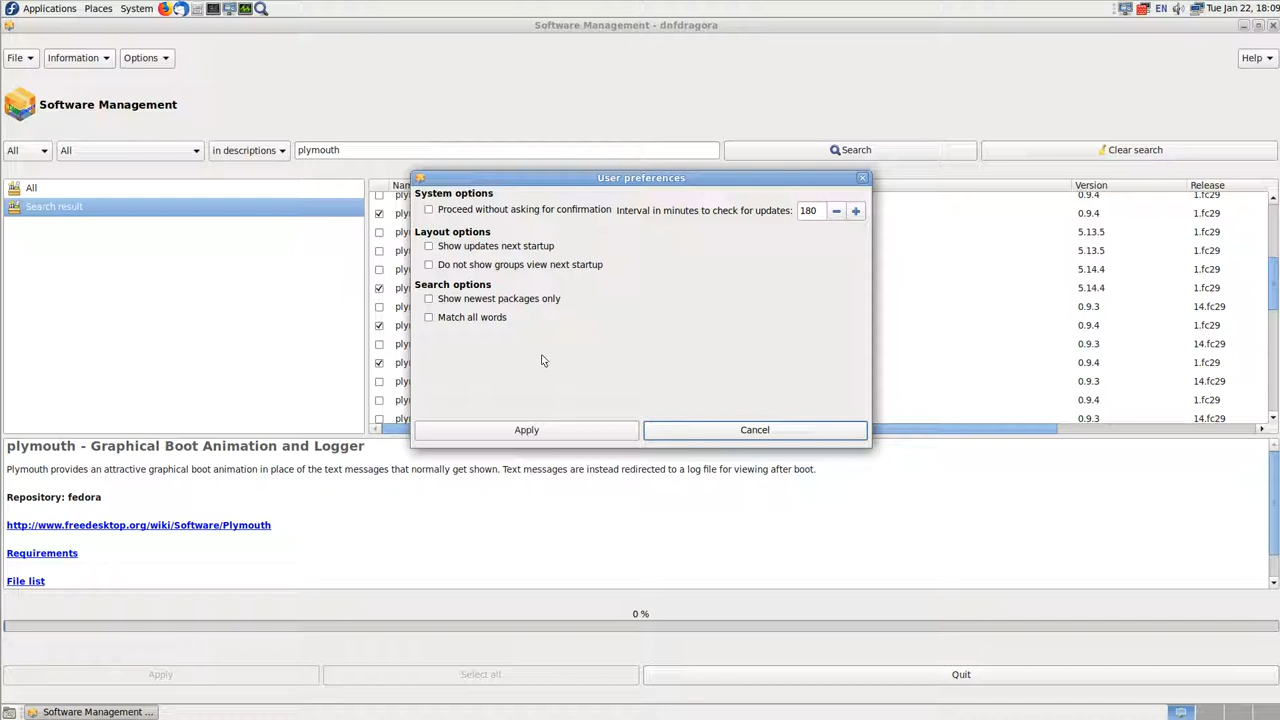 Applications Places System EN Tue Jan 22, 18:09
Software Management - dnfdragora
File Information Options Help
Software Management
All All in descriptions plymouth Search Clear search
All
Search result
Version Release
0.9.4 1.fc29
0.9.4 1.fc29
5.13.5 1.fc29
5.13.5 1.fc29
5.14.4 1.fc29
5.14.4 1.fc29
0.9.3 14.fc29
0.9.4 1.fc29
0.9.3 14.fc29
0.9.4 1.fc29
0.9.3 14.fc29
0.9.4 1.fc29
0.9.3 14.fc29
User preferences
System options
Proceed without asking for confirmation Interval in minutes to check for updates: 180
Layout options
Show updates next startup
Do not show groups view next startup
Search options
Show newest packages only
Match all words
Apply Cancel
plymouth - Graphical Boot Animation and Logger
Plymouth provides an attractive graphical boot animation in place of the text messages that normally get shown. Text messages are instead redirected to a log file for viewing after boot.
Repository: fedora
http://www.freedesktop.org/wiki/Software/Plymouth
Requirements
File list
0 %
Apply Select all Quit
Software Management ...